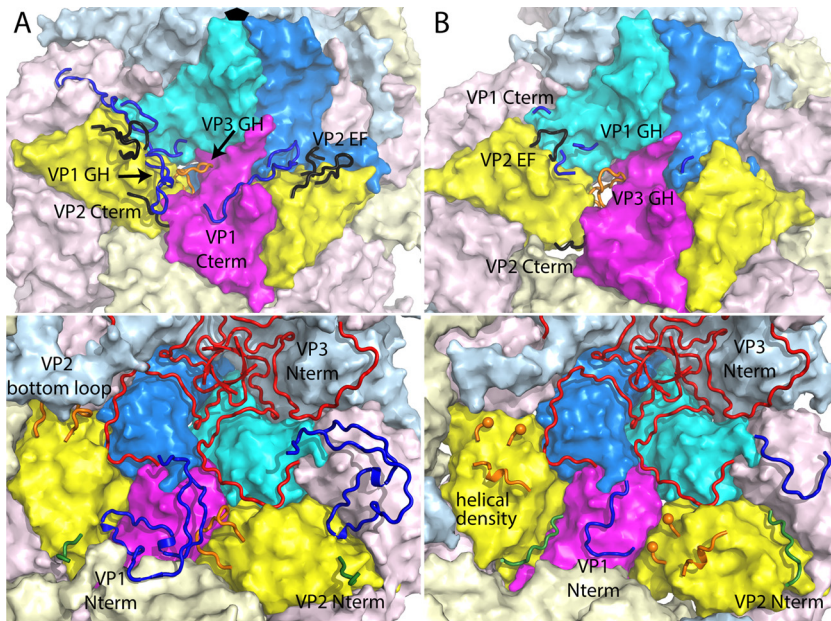 A
B
VP3 GH
VP2 EF
VP1 GH
VP2 Cterm
VP1
Cterm
VP1 Cterm
VP1 GH
VP2 EF
VP3 GH
VP2 Cterm
VP2
bottom loop
VP3
Nterm
VP1
Nterm
VP2 Nterm
VP3
Nterm
helical
density
VP1
Nterm
VP2 Nterm